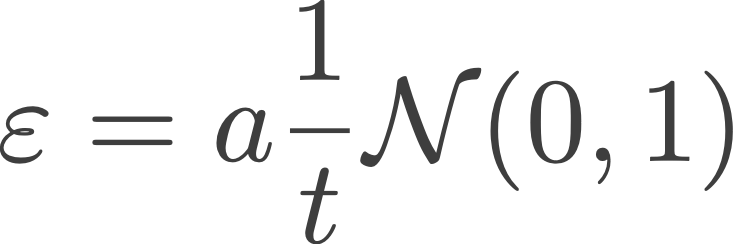 ε = a 1/t 𝒩(0, 1)